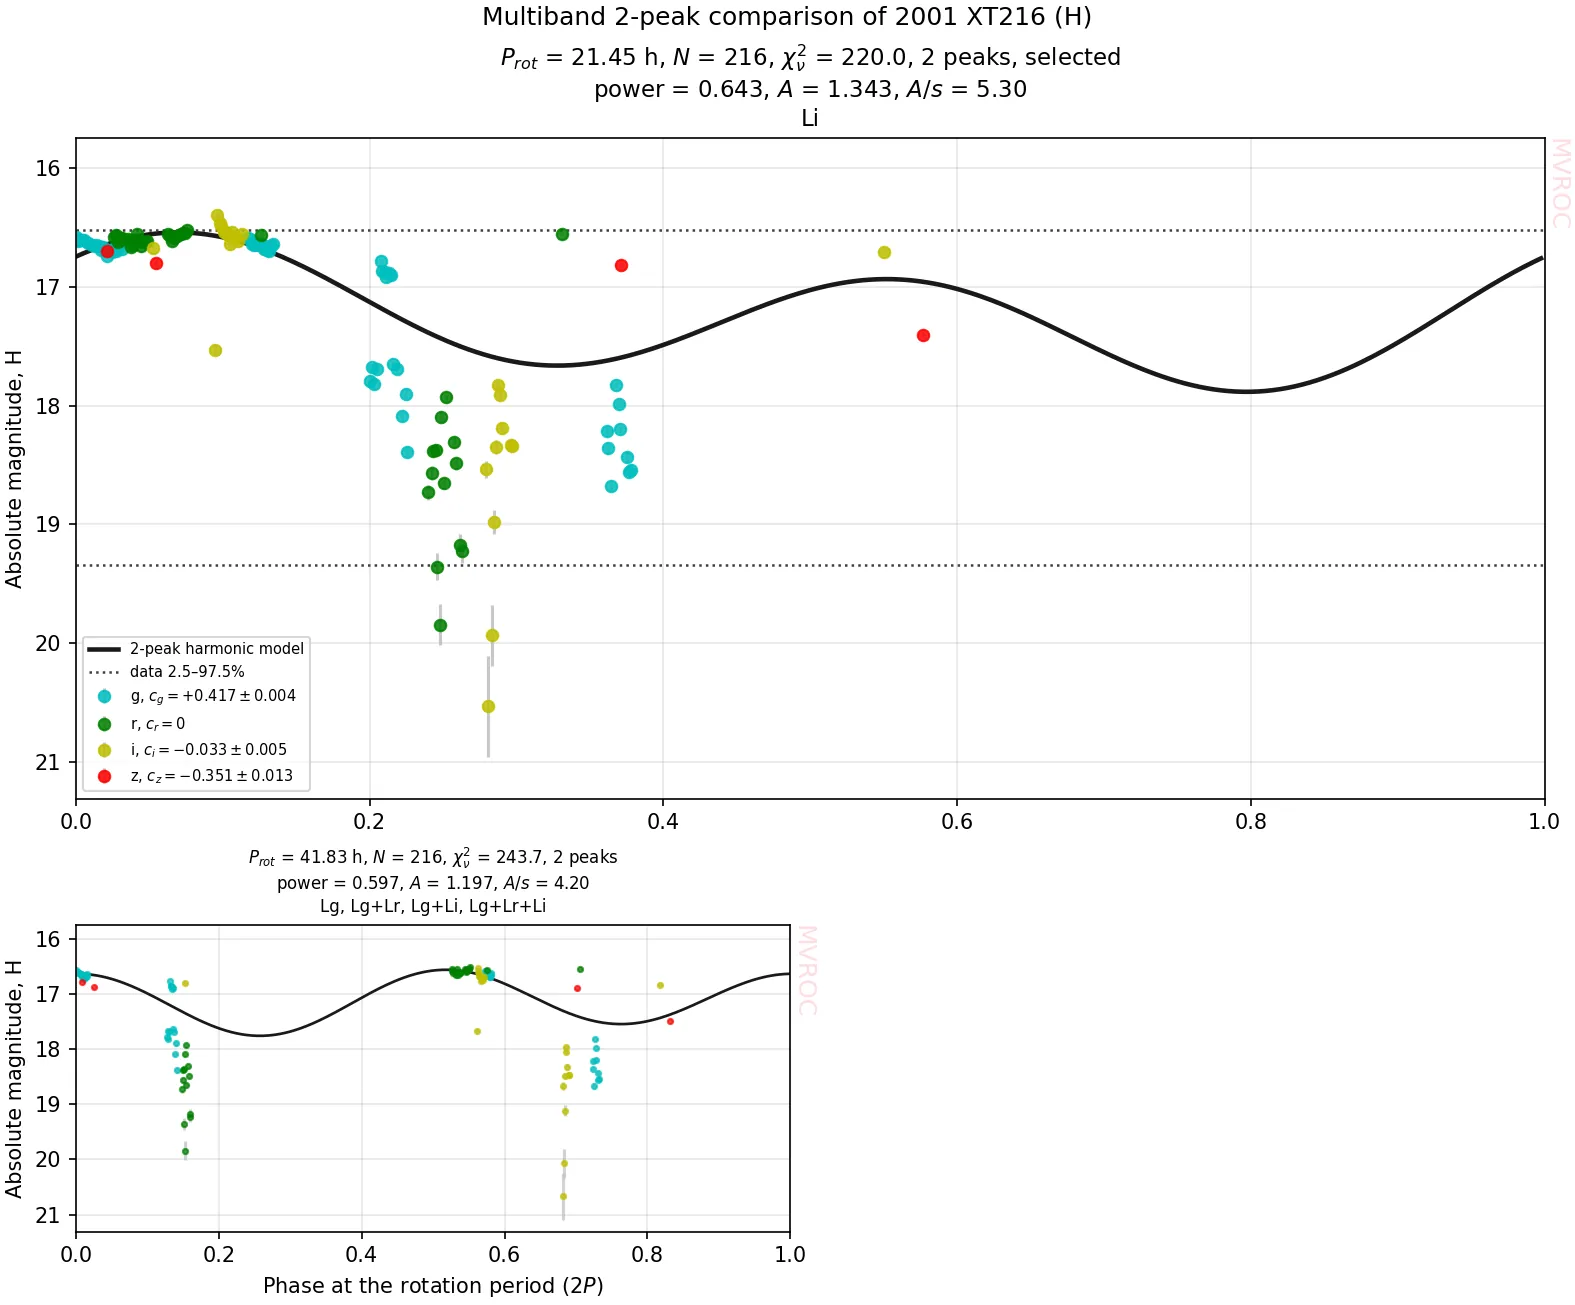 Multiband 2-peak comparison of 2001 XT216 (H)
P_rot = 21.45 h, N = 216, χ²_ν = 220.0, 2 peaks, selected
power = 0.643, A = 1.343, A/s = 5.30
Li
MVROC
Absolute magnitude, H
16
17
18
19
20
21
2-peak harmonic model
data 2.5–97.5%
g, c_g = +0.417 ± 0.004
r, c_r = 0
i, c_i = −0.033 ± 0.005
z, c_z = −0.351 ± 0.013
0.0 0.2 0.4 0.6 0.8 1.0
P_rot = 41.83 h, N = 216, χ²_ν = 243.7, 2 peaks
power = 0.597, A = 1.197, A/s = 4.20
Lg, Lg+Lr, Lg+Li, Lg+Lr+Li
MVROC
Absolute magnitude, H
16
17
18
19
20
21
0.0 0.2 0.4 0.6 0.8 1.0
Phase at the rotation period (2P)